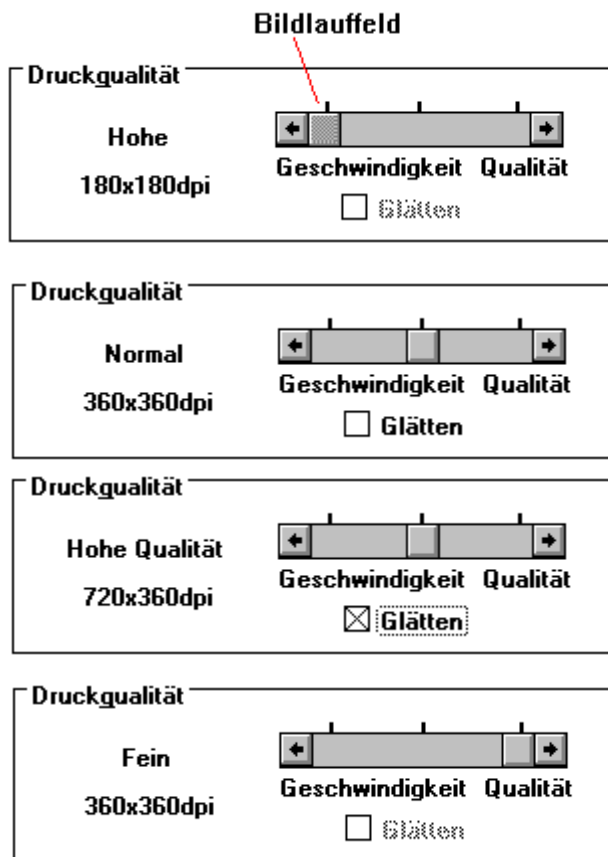 Bildlauffeld
Druckqualität
Hohe
180x180dpi
Geschwindigkeit Qualität
Glätten
Druckqualität
Normal
360x360dpi
Geschwindigkeit Qualität
Glätten
Druckqualität
Hohe Qualität
720x360dpi
Geschwindigkeit Qualität
Glätten
Druckqualität
Fein
360x360dpi
Geschwindigkeit Qualität
Glätten